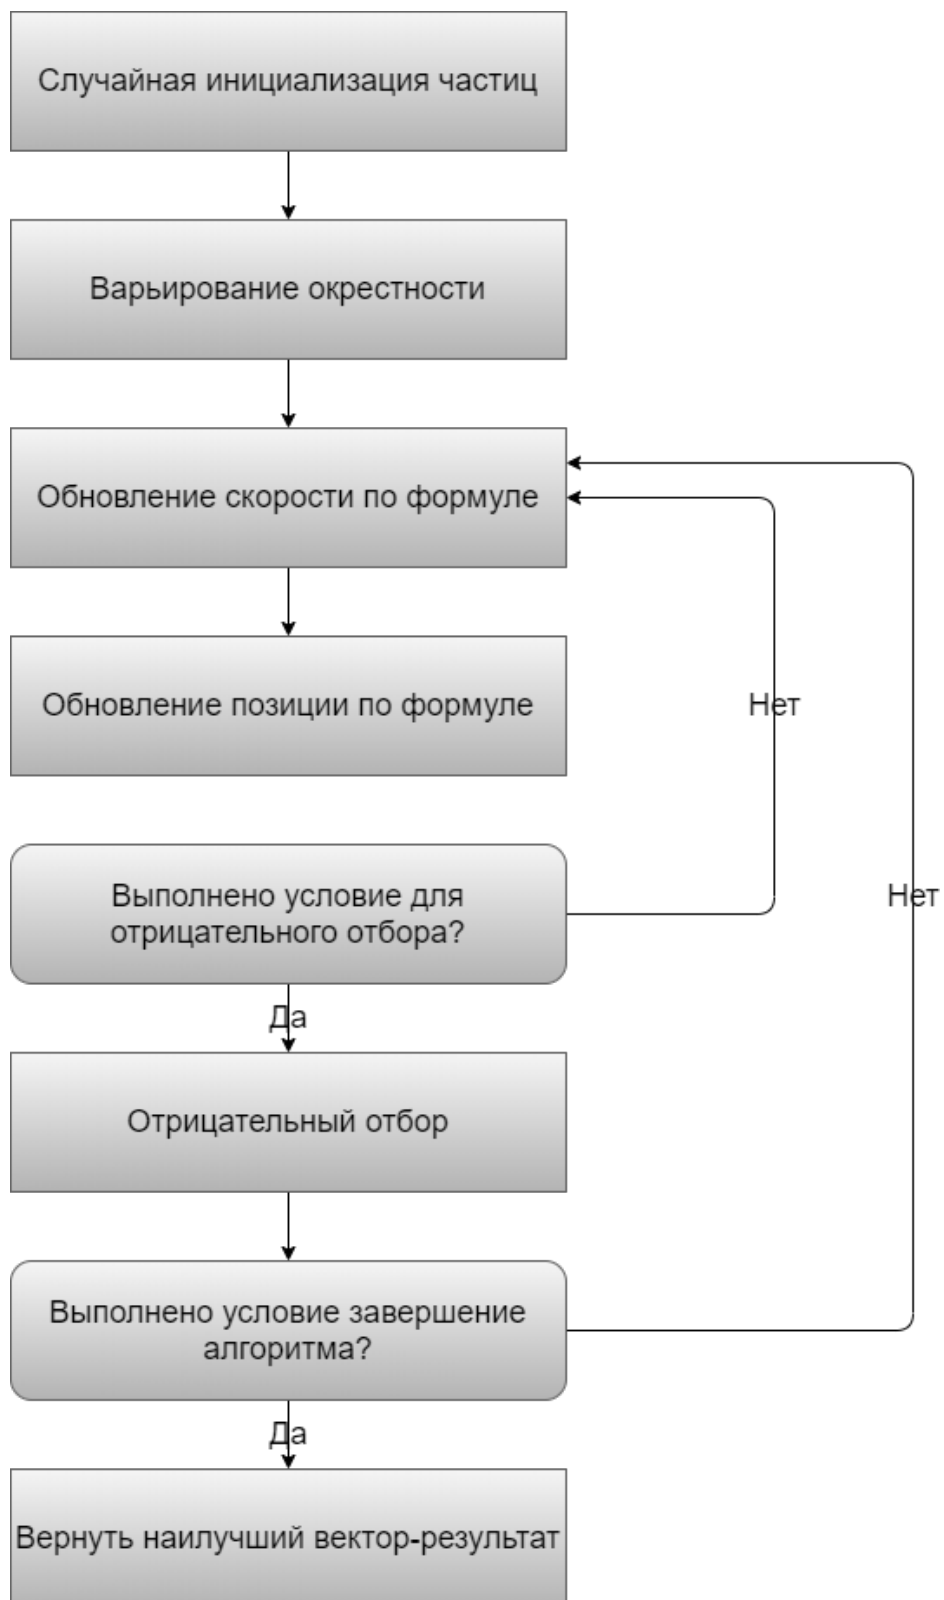 Случайная инициализация частиц
Варьирование окрестности
Обновление скорости по формуле
Обновление позиции по формуле
Нет
Выполнено условие для
отрицательного отбора?
Нет
Да
Отрицательный отбор
Выполнено условие завершение
алгоритма?
Да
Вернуть наилучший вектор-результат